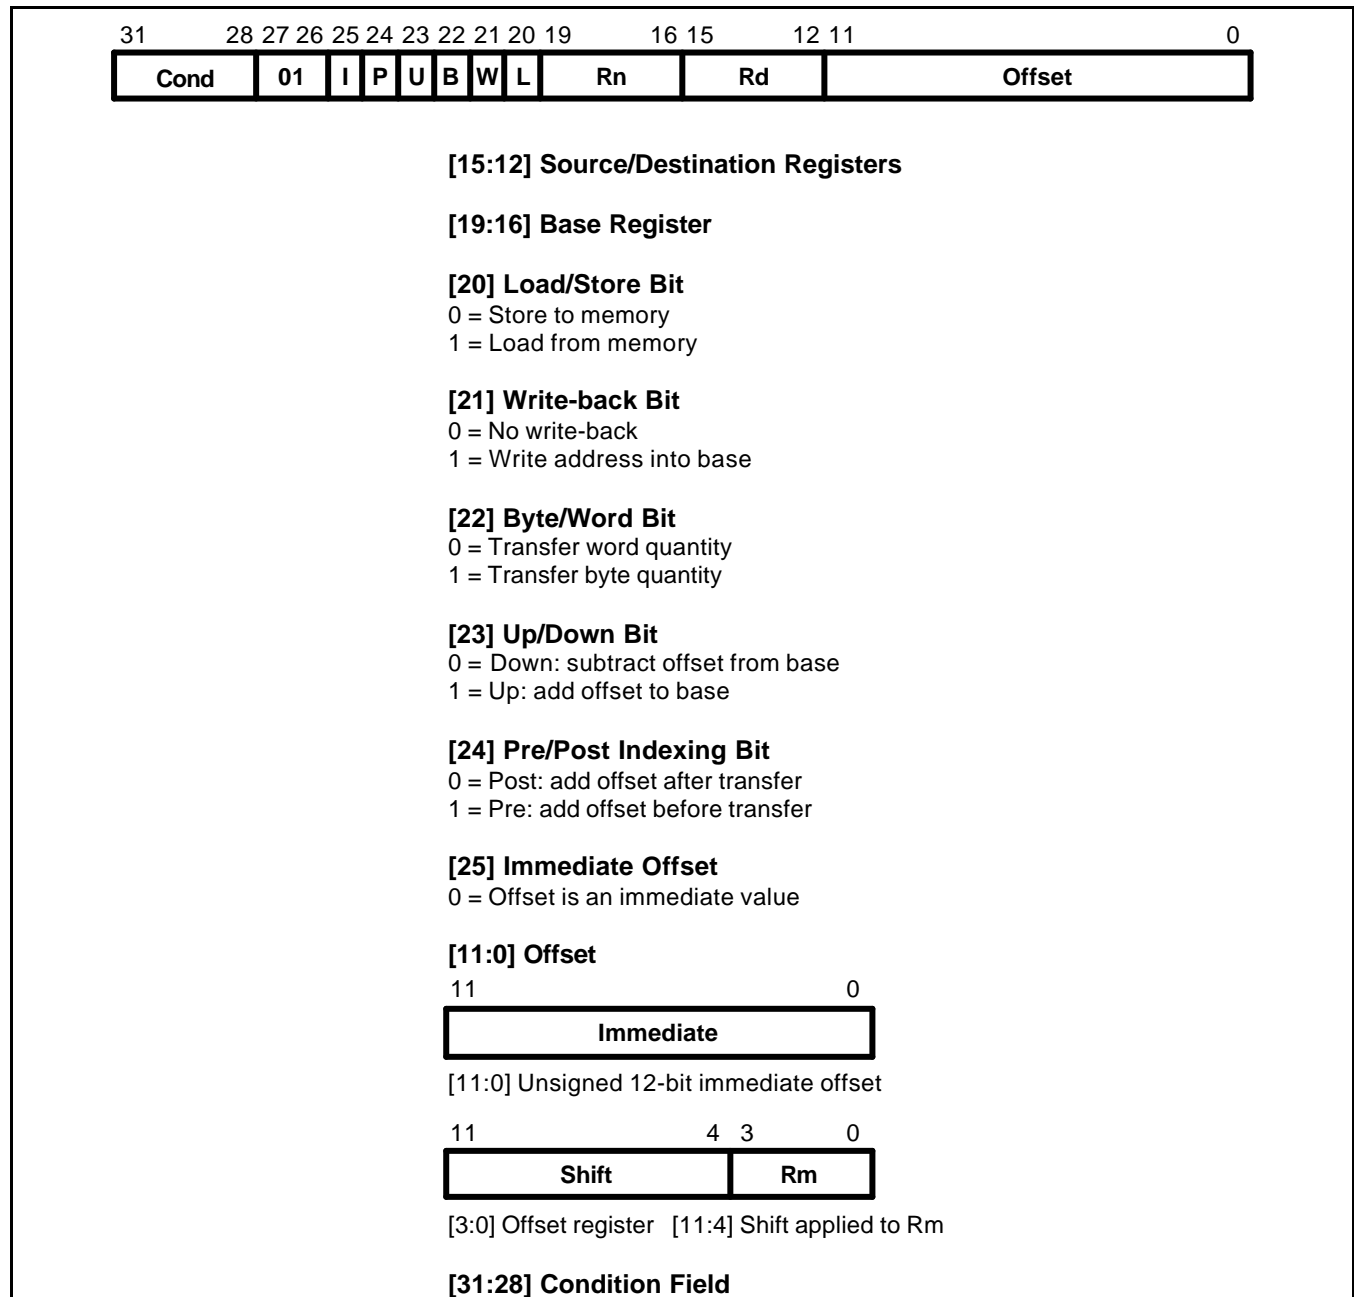 31 28 27 26 25 24 23 22 21 20 19 16 15 12 11 0
Cond 01 I P U B W L Rn Rd Offset
[15:12] Source/Destination Registers
[19:16] Base Register
[20] Load/Store Bit
0 = Store to memory
1 = Load from memory
[21] Write-back Bit
0 = No write-back
1 = Write address into base
[22] Byte/Word Bit
0 = Transfer word quantity
1 = Transfer byte quantity
[23] Up/Down Bit
0 = Down: subtract offset from base
1 = Up: add offset to base
[24] Pre/Post Indexing Bit
0 = Post: add offset after transfer
1 = Pre: add offset before transfer
[25] Immediate Offset
0 = Offset is an immediate value
[11:0] Offset
11 0
Immediate
[11:0] Unsigned 12-bit immediate offset
11 4 3 0
Shift Rm
[3:0] Offset register [11:4] Shift applied to Rm
[31:28] Condition Field